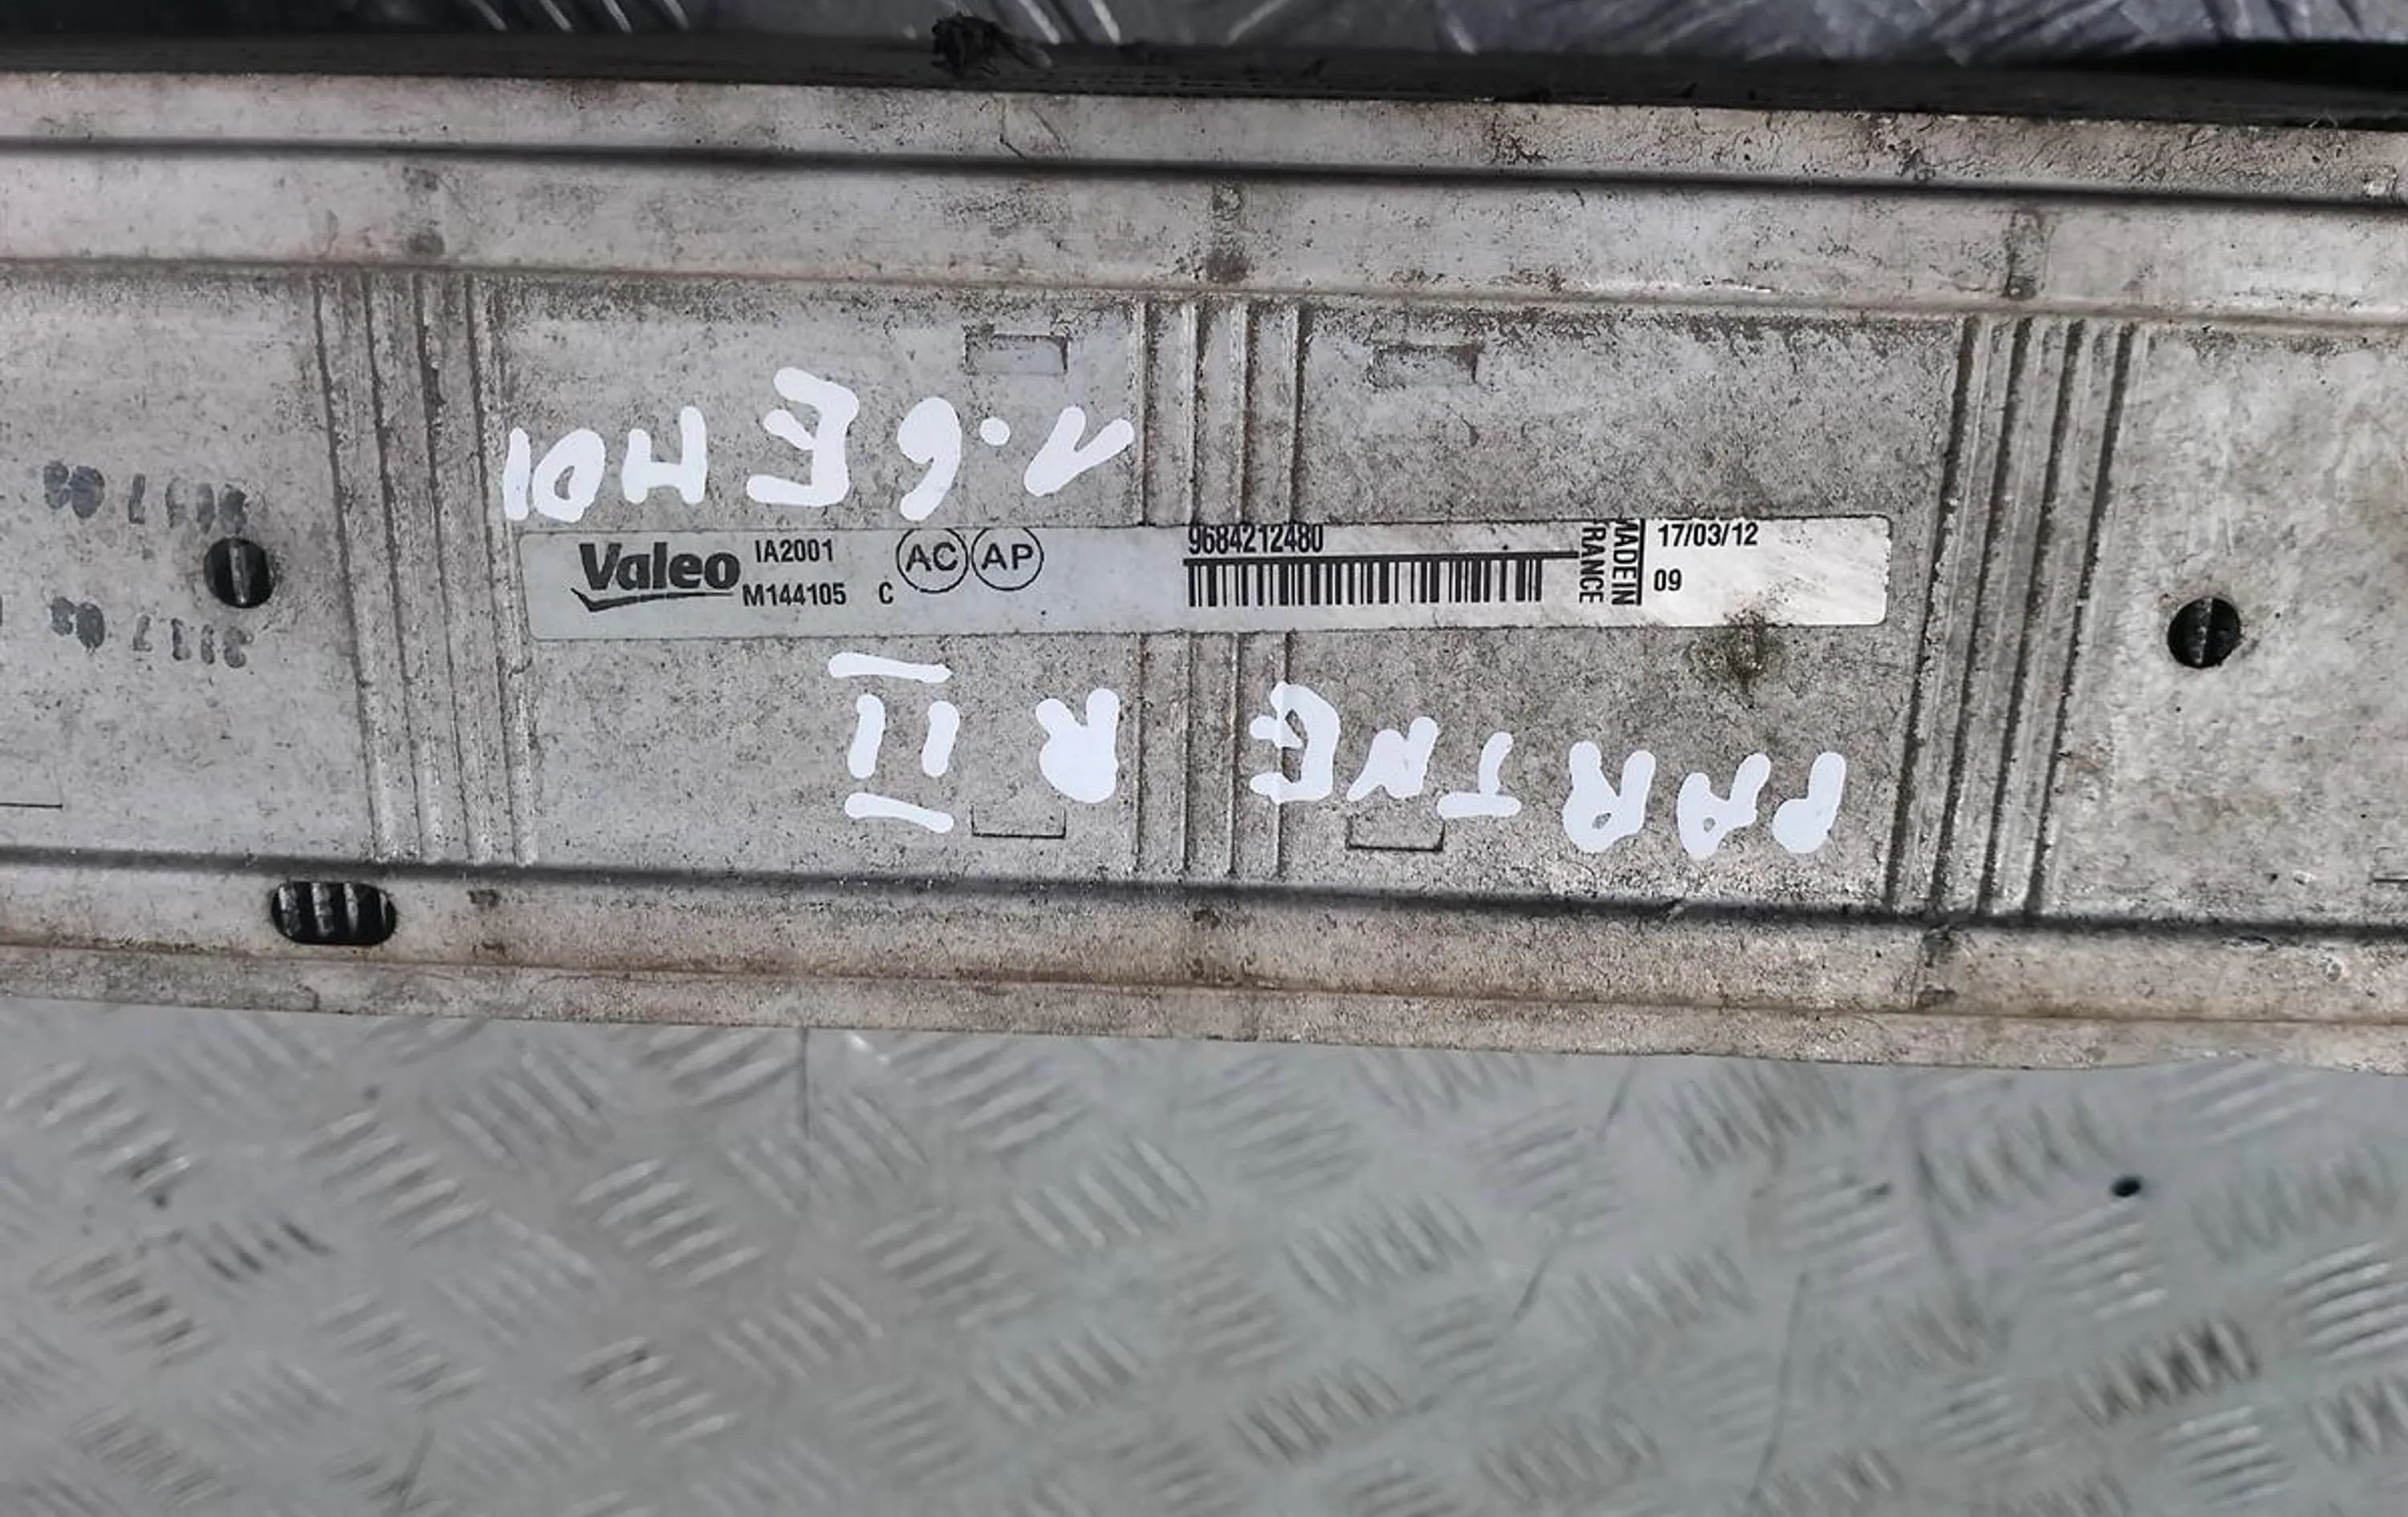 Valeo IA2001
M144105 C AC AP
9684212480
MADE IN
FRANCE
17/03/12
09
PARTNER II
1.6 E HDI